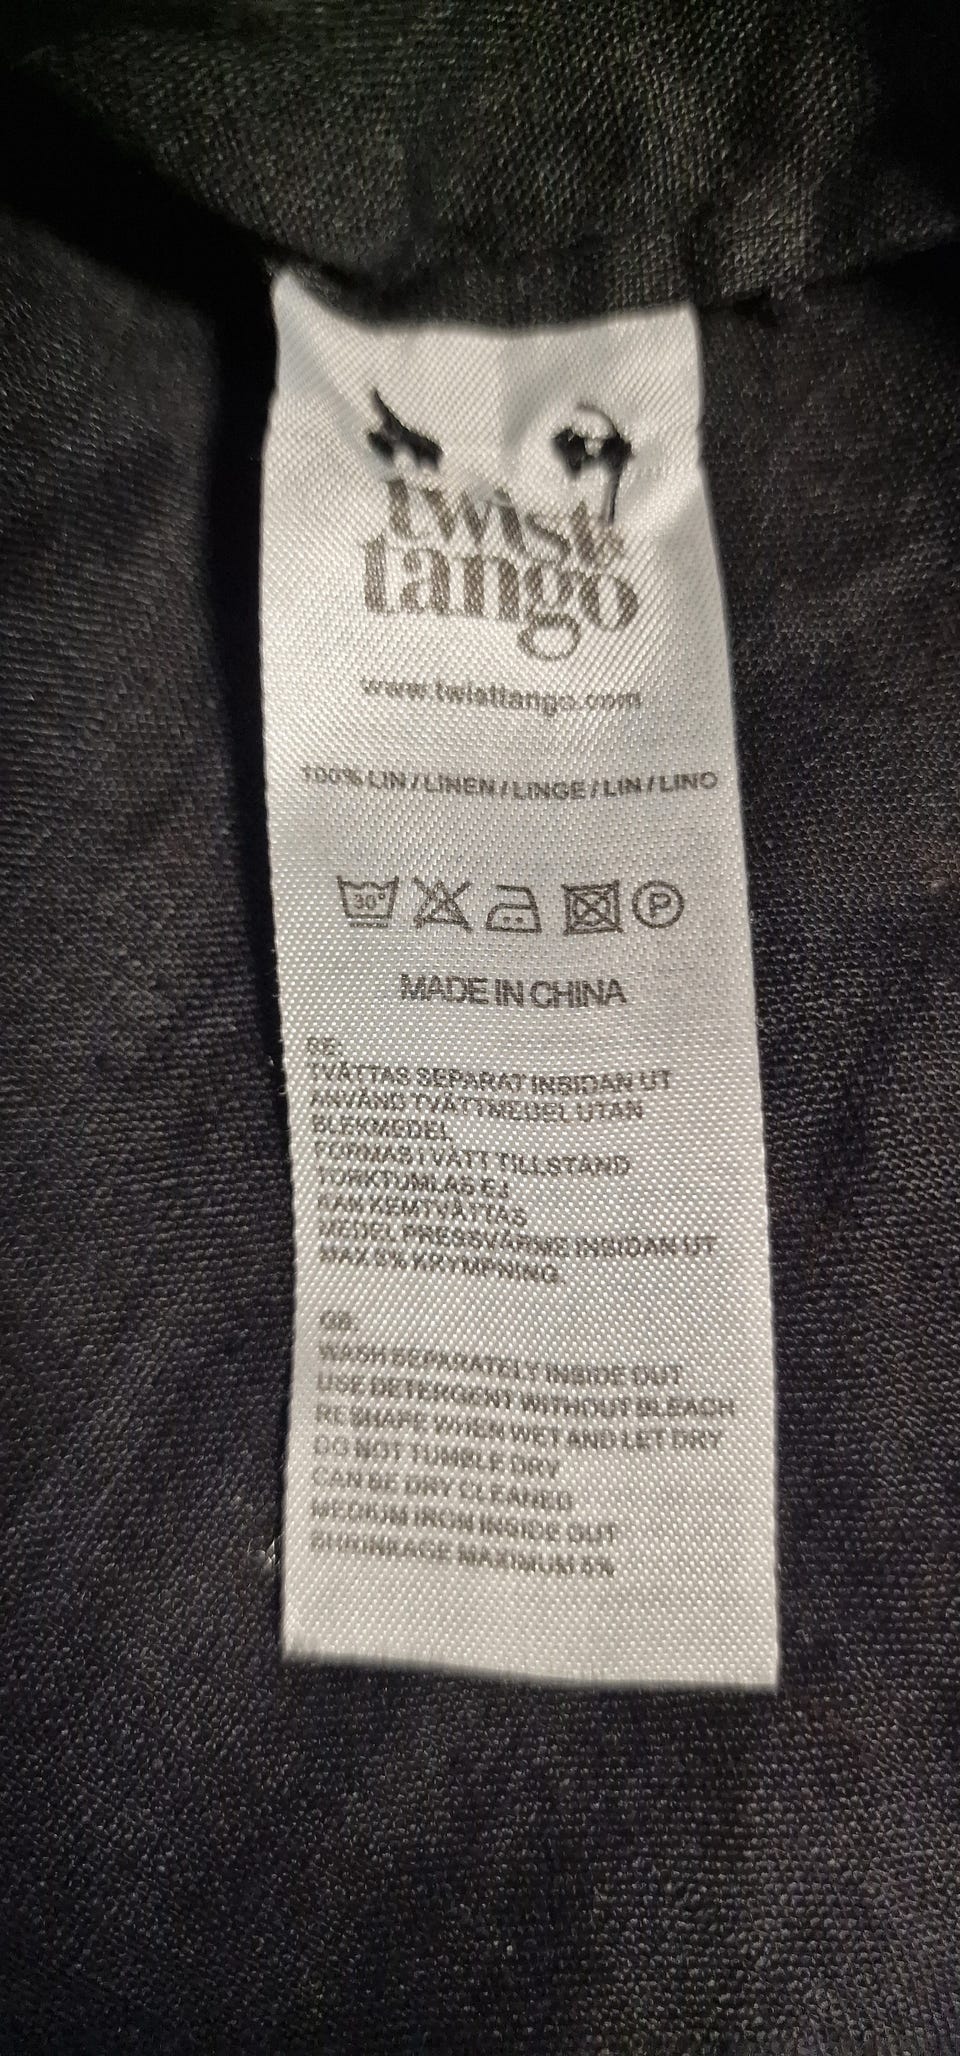 twist &
tango
www.twisttango.com
100% LIN / LINEN / LINGE / LIN / LINO
30° P
MADE IN CHINA
SE:
TVÄTTAS SEPARAT INSIDAN UT
ANVÄND TVÄTTMEDEL UTAN
BLEKMEDEL
FORMAS I VÅTT TILLSTÅND
TORKTUMLAS EJ
KAN KEMTVÄTTAS
MEDEL PRESSVÄRME INSIDAN UT
MAX 5% KRYMPNING.
GB.
WASH SEPARATELY INSIDE OUT
USE DETERGENT WITHOUT BLEACH
RESHAPE WHEN WET AND LET DRY
DO NOT TUMBLE DRY
CAN BE DRY CLEANED
MEDIUM IRON INSIDE OUT
SHRINKAGE MAXIMUM 5%